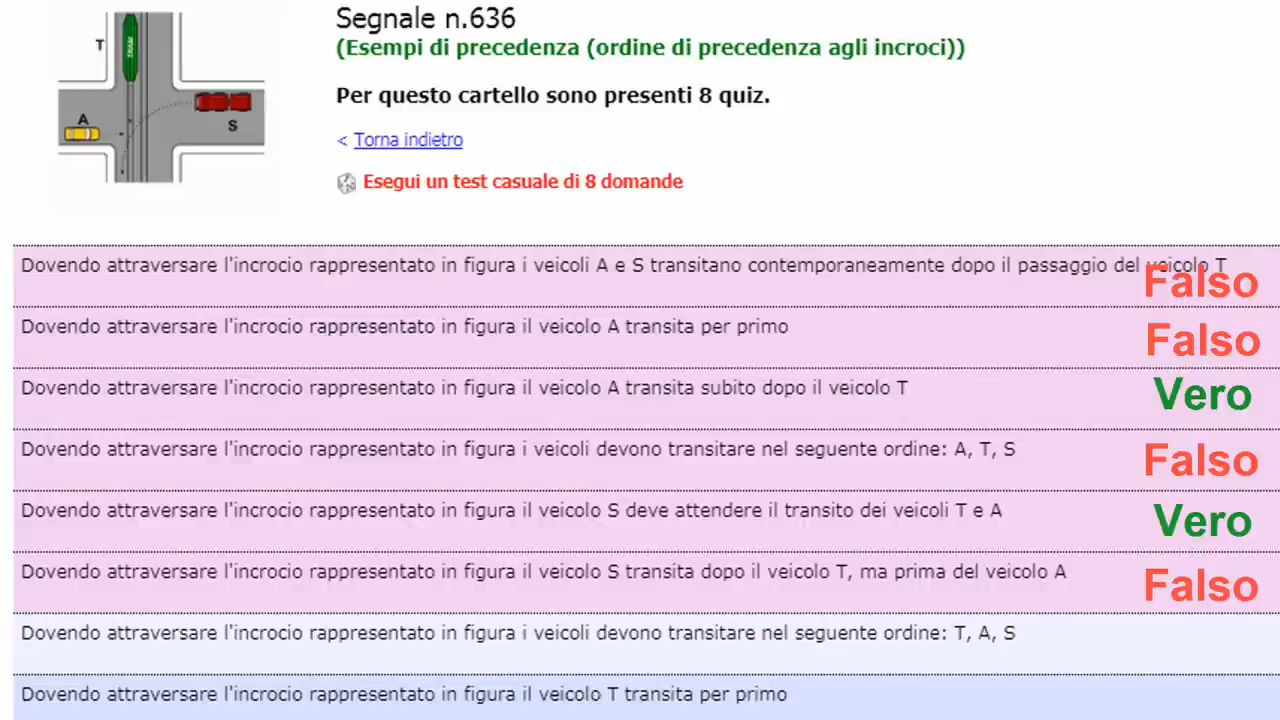 Segnale n.636
(Esempi di precedenza (ordine di precedenza agli incroci))
Per questo cartello sono presenti 8 quiz.
< Torna indietro
Esegui un test casuale di 8 domande
T
TRAM
A
S
Dovendo attraversare l'incrocio rappresentato in figura i veicoli A e S transitano contemporaneamente dopo il passaggio del veicolo T
Falso
Dovendo attraversare l'incrocio rappresentato in figura il veicolo A transita per primo
Falso
Dovendo attraversare l'incrocio rappresentato in figura il veicolo A transita subito dopo il veicolo T
Vero
Dovendo attraversare l'incrocio rappresentato in figura i veicoli devono transitare nel seguente ordine: A, T, S
Falso
Dovendo attraversare l'incrocio rappresentato in figura il veicolo S deve attendere il transito dei veicoli T e A
Vero
Dovendo attraversare l'incrocio rappresentato in figura il veicolo S transita dopo il veicolo T, ma prima del veicolo A
Falso
Dovendo attraversare l'incrocio rappresentato in figura i veicoli devono transitare nel seguente ordine: T, A, S
Dovendo attraversare l'incrocio rappresentato in figura il veicolo T transita per primo